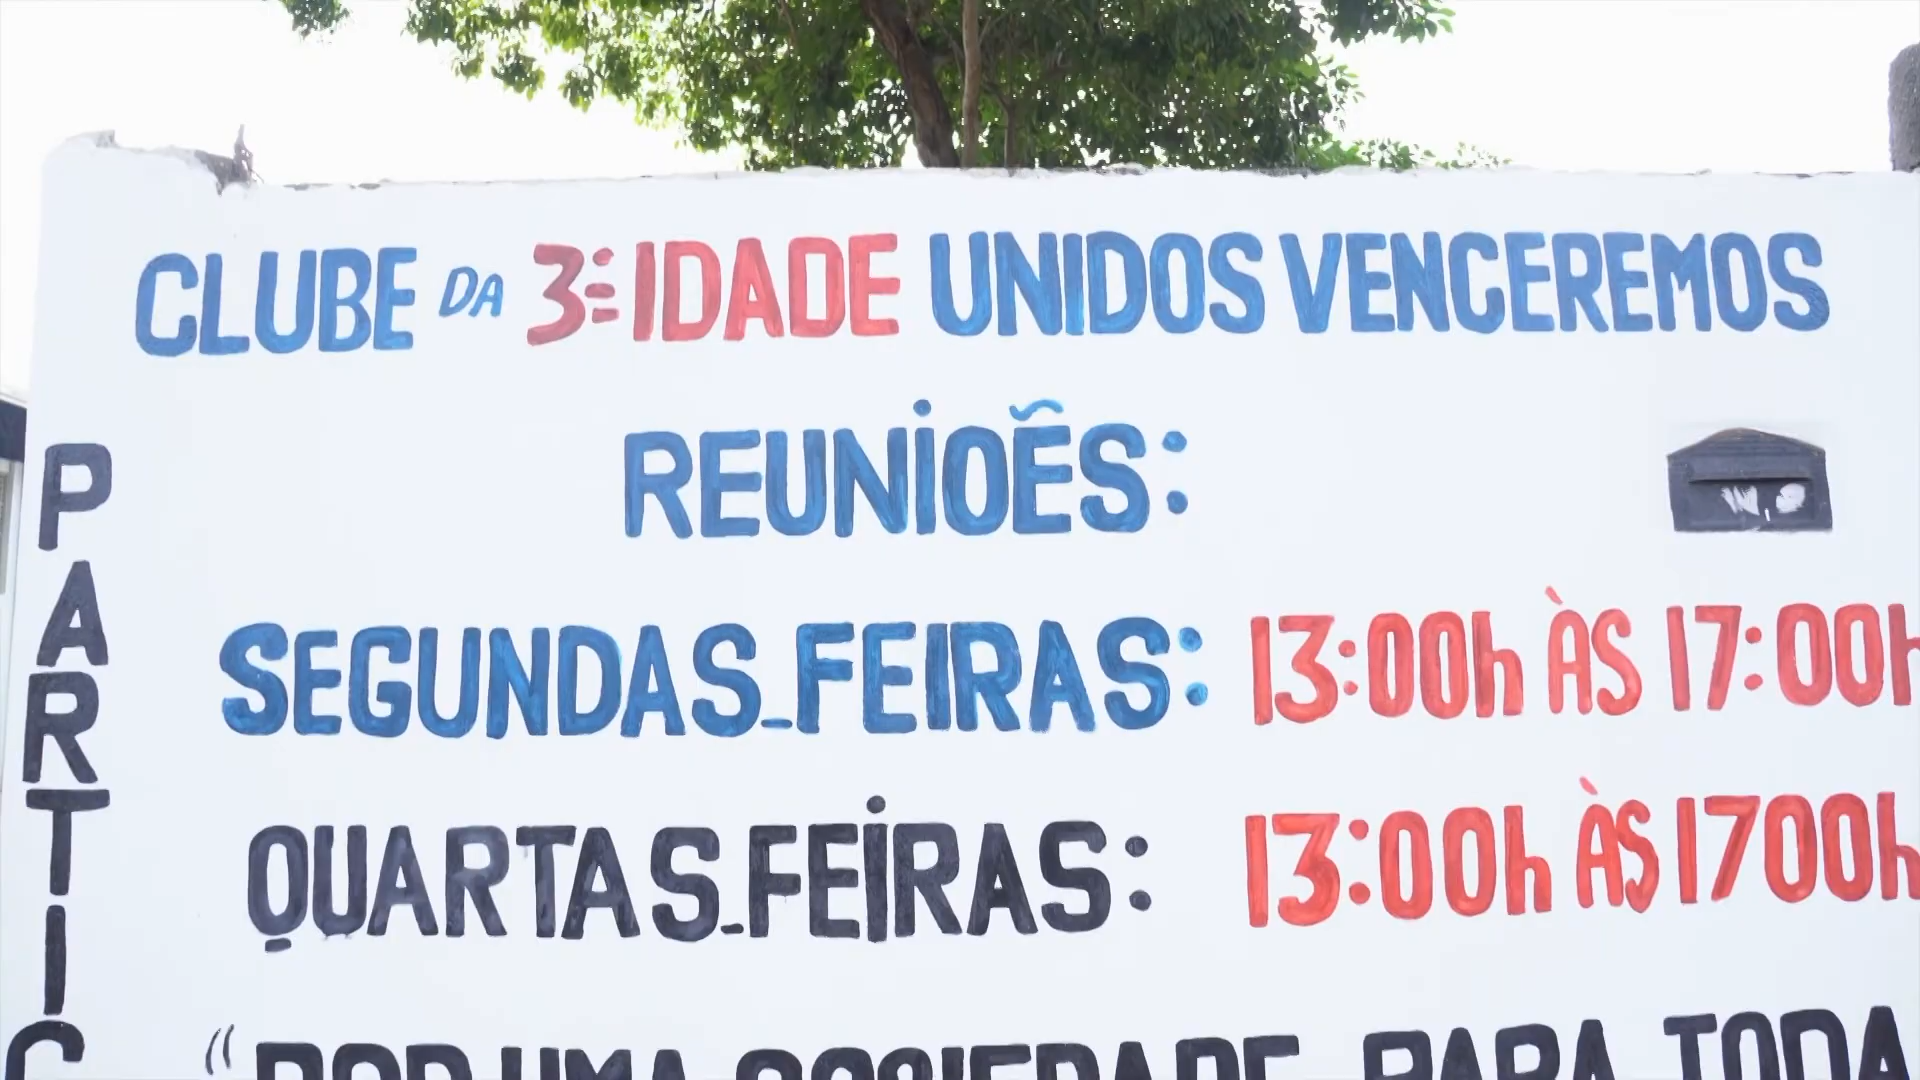 CLUBE DA 3ª IDADE UNIDOS VENCEREMOS
REUNIOẼS:
SEGUNDAS-FEIRAS: 13:00h ÀS 17:00h
QUARTAS-FEIRAS: 13:00h ÀS 1700h
"POR UMA SOCIEDADE PARA TODA
PARTIC